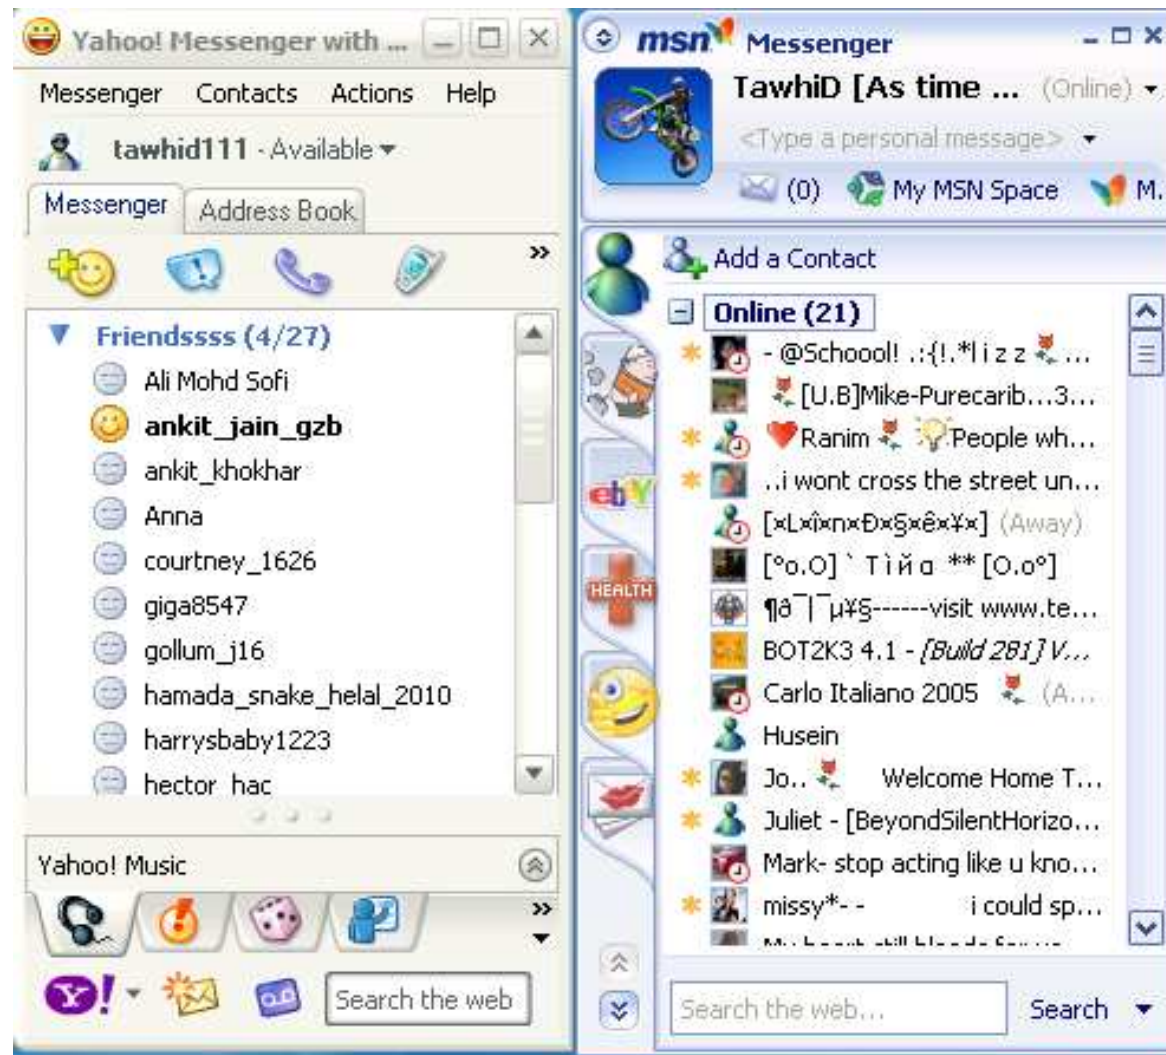 Yahoo! Messenger with ...
Messenger Contacts Actions Help
tawhid111 - Available
Messenger Address Book
Friendssss (4/27)
Ali Mohd Sofi
ankit_jain_gzb
ankit_khokhar
Anna
courtney_1626
giga8547
gollum_j16
hamada_snake_helal_2010
harrysbaby1223
hector_hac
Yahoo! Music
Y!
Search the web
msn Messenger
TawhiD [As time ... (Online)
<Type a personal message>
(0) My MSN Space M.
Add a Contact
Online (21)
- @Schoool! .:{!.*l i z z ...
[U.B]Mike-Purecarib...3...
Ranim People wh...
..i wont cross the street un...
[×L×î×n×Ð×§×ê×¥×] (Away)
[°o.O] ` T ì й α ** [O.o°]
¶ð¯|¯µ¥§------visit www.te...
BOT2K3 4.1 - [Build 281] V...
Carlo Italiano 2005 (A...
Husein
Jo.. Welcome Home T...
Juliet - [BeyondSilentHorizo...
Mark- stop acting like u kno...
missy*- - i could sp...
ebY
HEALTH
Search the web... Search